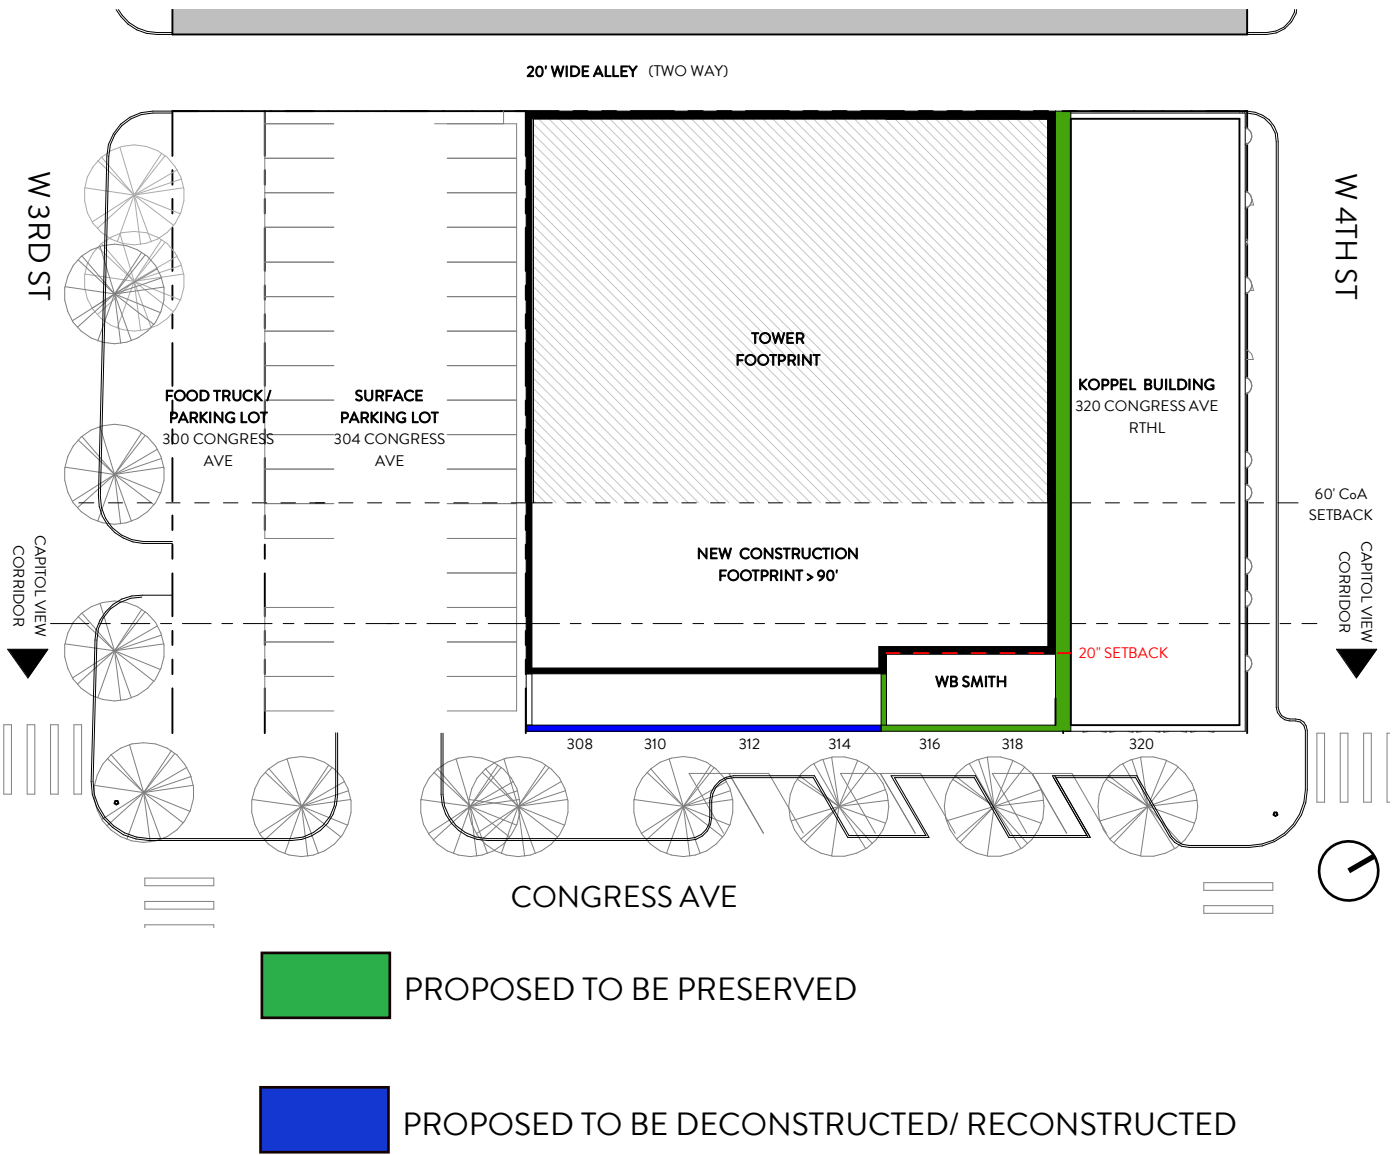 20' WIDE ALLEY (TWO WAY)
W 3RD ST
W 4TH ST
TOWER
FOOTPRINT
FOOD TRUCK /
PARKING LOT
300 CONGRESS
AVE
SURFACE
PARKING LOT
304 CONGRESS
AVE
KOPPEL BUILDING
320 CONGRESS AVE
RTHL
60' CoA
SETBACK
NEW CONSTRUCTION
FOOTPRINT > 90'
CAPITOL VIEW
CORRIDOR
CAPITOL VIEW
CORRIDOR
20" SETBACK
WB SMITH
308 310 312 314 316 318 320
CONGRESS AVE
PROPOSED TO BE PRESERVED
PROPOSED TO BE DECONSTRUCTED/ RECONSTRUCTED